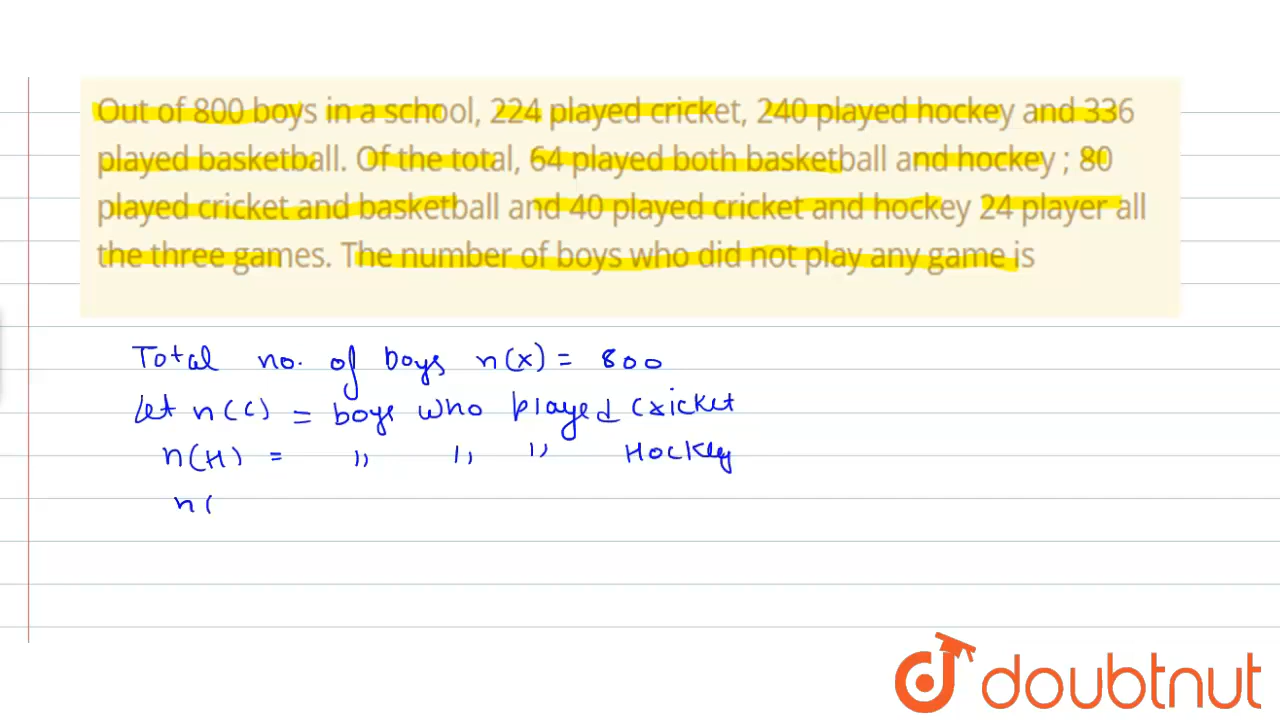 Out of 800 boys in a school, 224 played cricket, 240 played hockey and 336
played basketball. Of the total, 64 played both basketball and hockey ; 80
played cricket and basketball and 40 played cricket and hockey 24 player all
the three games. The number of boys who did not play any game is
Total no. of boys n(x) = 800
Let n(C) = boys who played Cricket
n(H) = ,, ,, ,, Hockey
n(
doubtnut